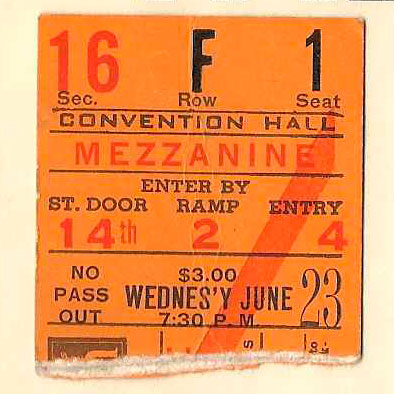 16 F 1
Sec. Row Seat
CONVENTION HALL
MEZZANINE
ENTER BY
ST. DOOR RAMP ENTRY
14th 2 4
NO PASS OUT
$3.00
WEDNES'Y JUNE 23
7:30 P.M.